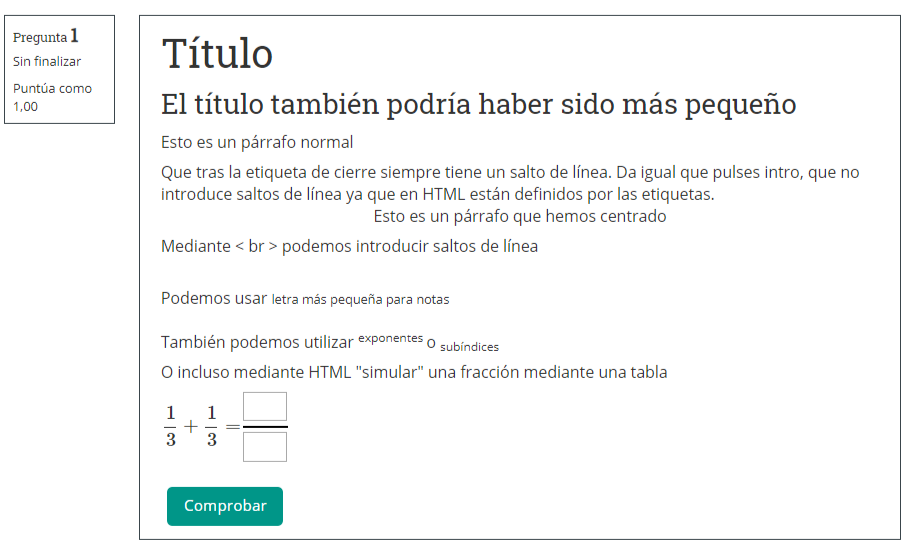 Pregunta 1
Sin finalizar
Puntúa como
1,00
Título
El título también podría haber sido más pequeño
Esto es un párrafo normal
Que tras la etiqueta de cierre siempre tiene un salto de línea. Da igual que pulses intro, que no
introduce saltos de línea ya que en HTML están definidos por las etiquetas.
Esto es un párrafo que hemos centrado
Mediante < br > podemos introducir saltos de línea
Podemos usar letra más pequeña para notas
También podemos utilizar exponentes o subíndices
O incluso mediante HTML "simular" una fracción mediante una tabla
1/3 + 1/3 =
Comprobar